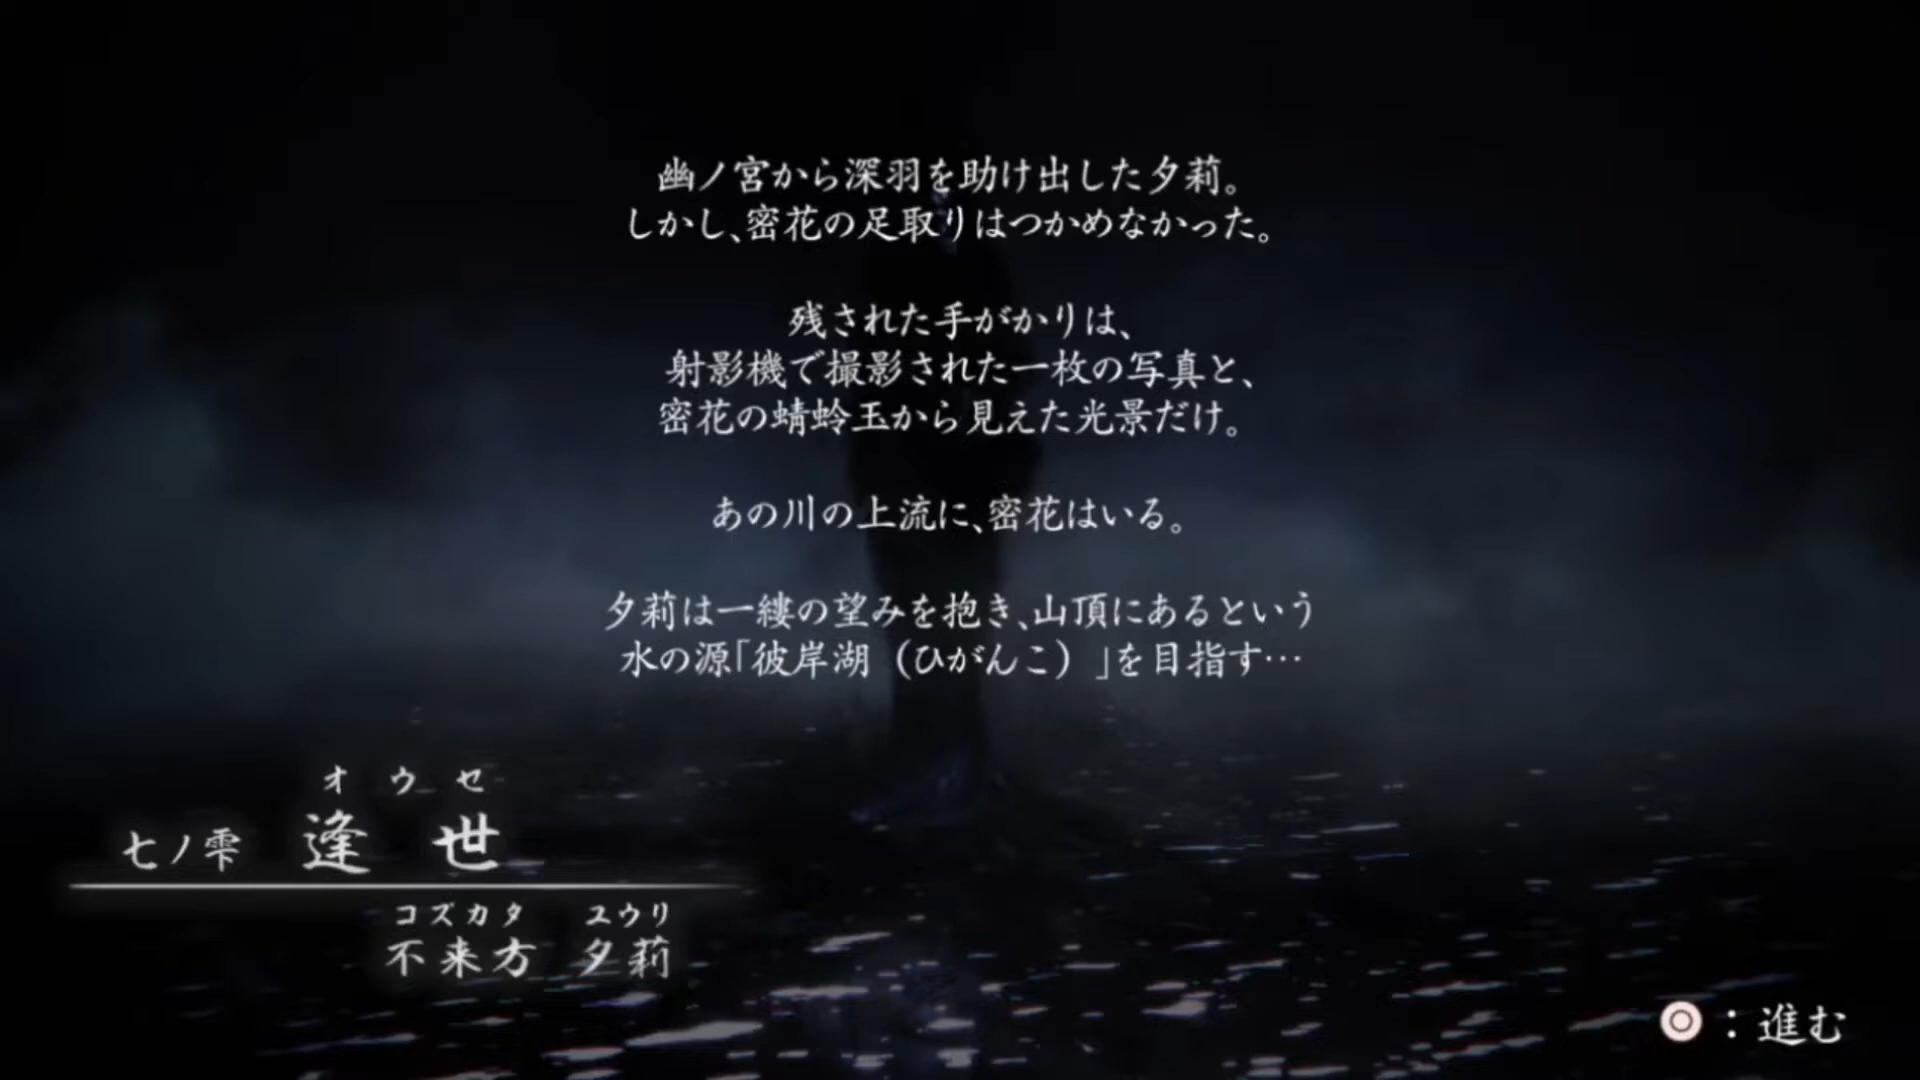 幽ノ宮から深羽を助け出した夕莉。
しかし、密花の足取りはつかめなかった。
残された手がかりは、
射影機で撮影された一枚の写真と、
密花の蜻蛉玉から見えた光景だけ。
あの川の上流に、密花はいる。
夕莉は一縷の望みを抱き、山頂にあるという
水の源「彼岸湖（ひがんこ）」を目指す…
オウセ
七ノ雫 逢世
コズカタ ユウリ
不来方 夕莉
◎：進む